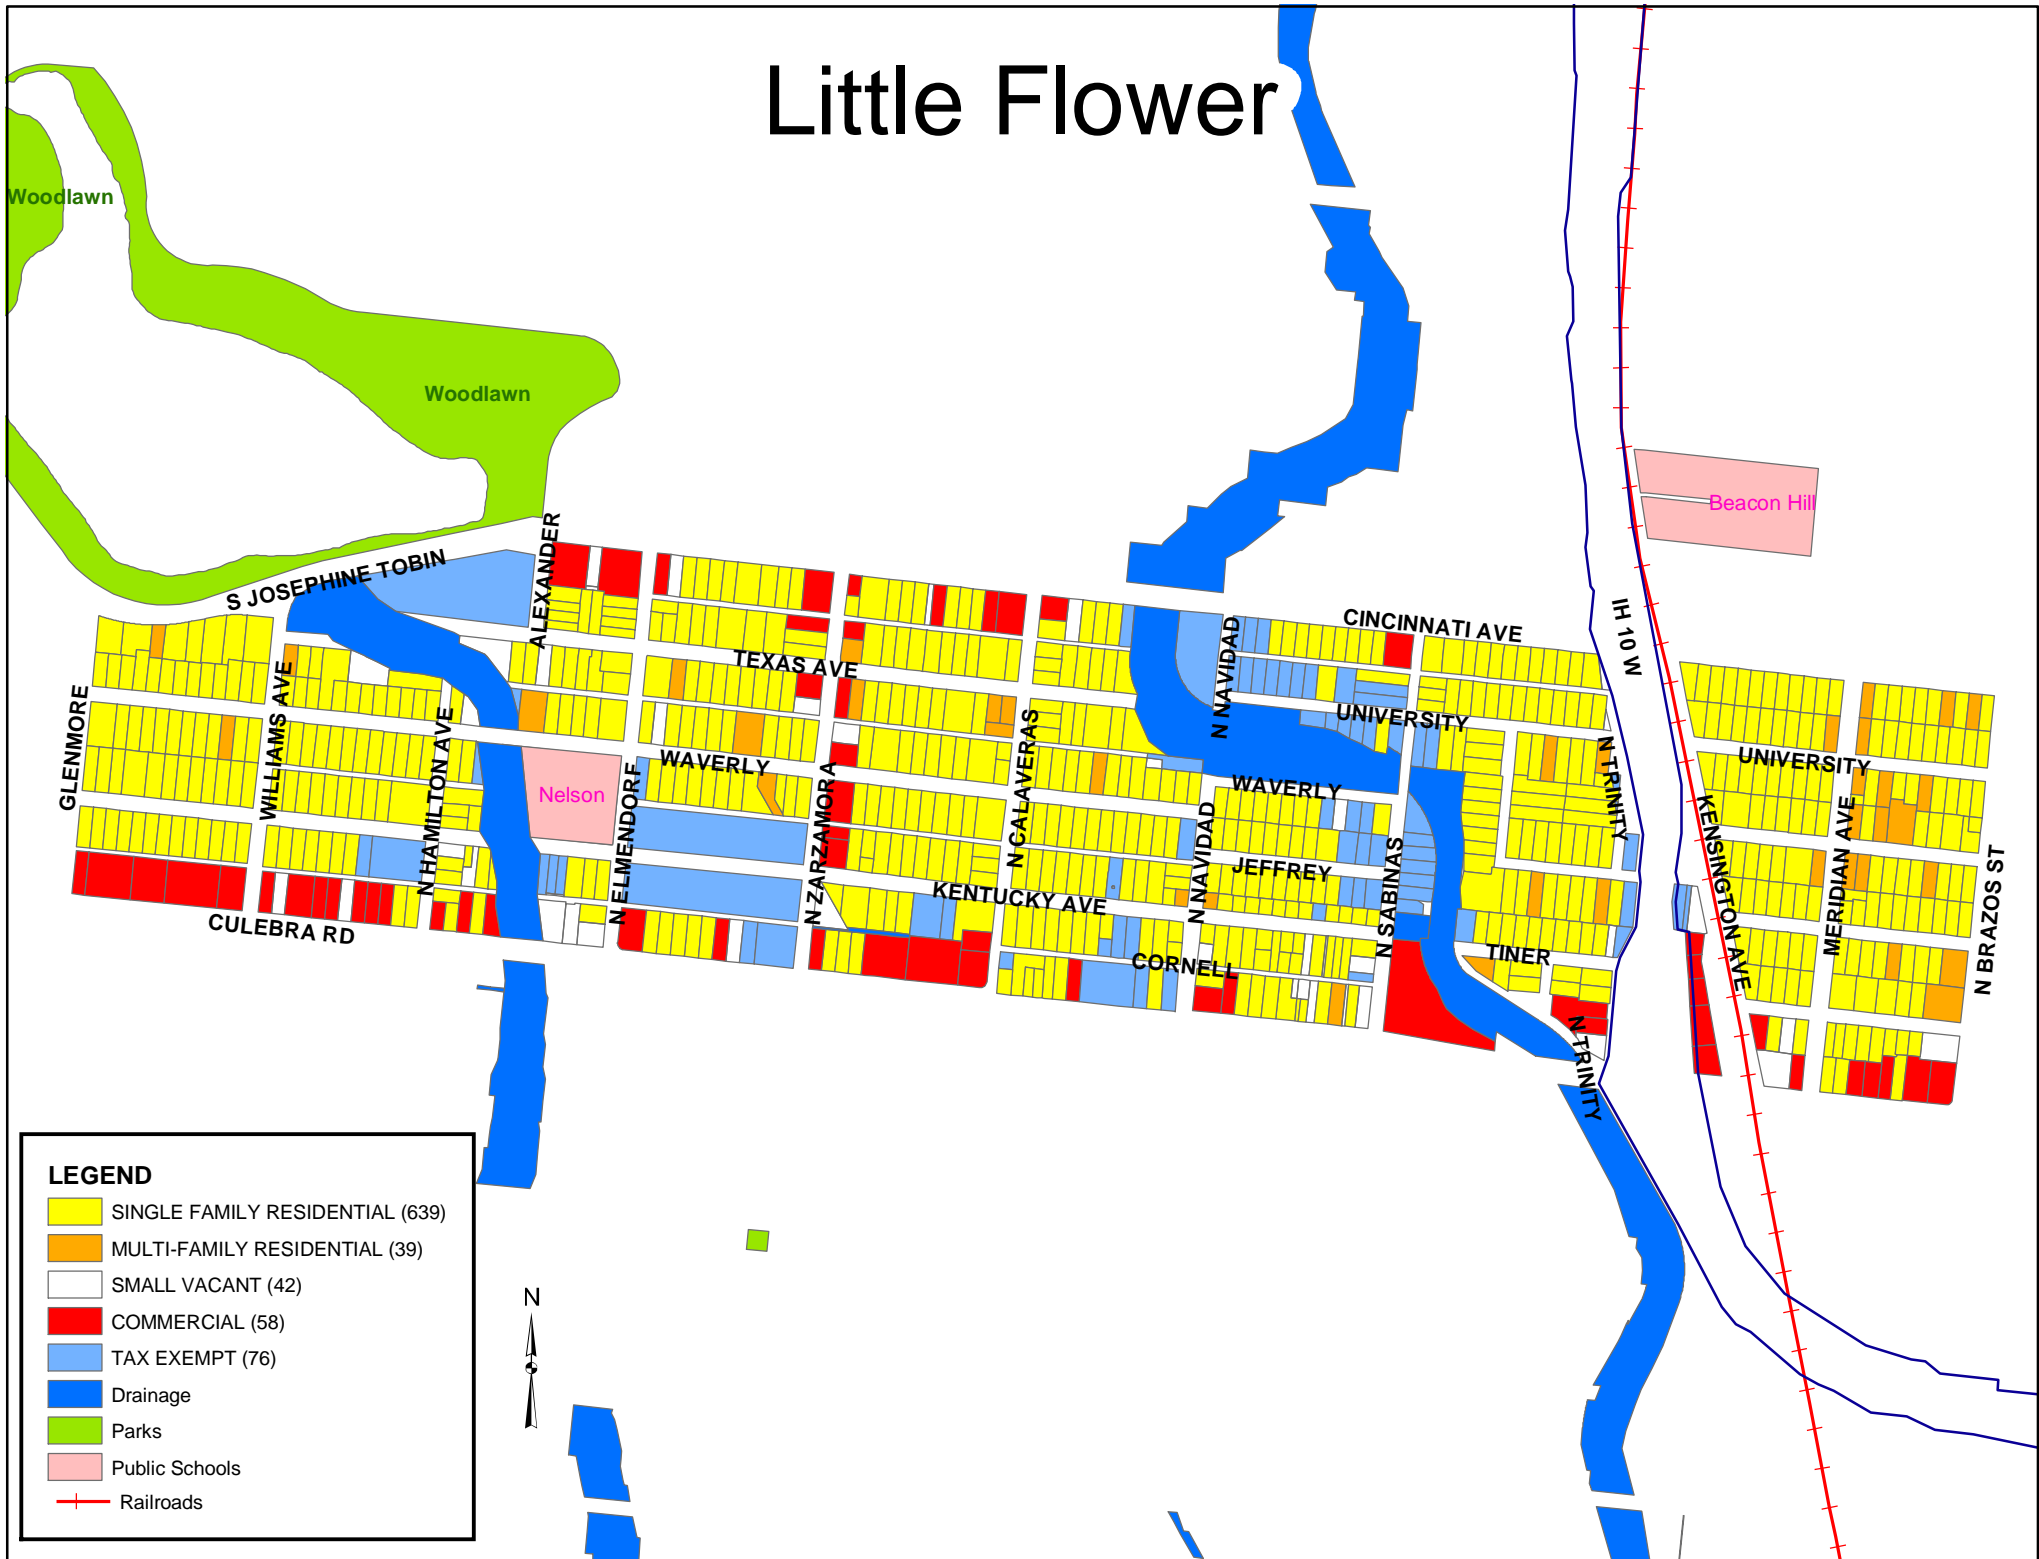 Little Flower
Woodlawn
Woodlawn
Beacon Hill
ALEXANDER
S JOSEPHINE TOBIN
CINCINNATI AVE
IH 10 W
N NAVIDAD
TEXAS AVE
GLENMORE
WILLIAMS AVE
N HAMILTON AVE
N CALAVERAS
UNIVERSITY
UNIVERSITY
N TRINITY
WAVERLY
WAVERLY
Nelson
N ELMENDORF
N ZARZAMORA
N NAVIDAD
KENSINGTON AVE
MERIDIAN AVE
N BRAZOS ST
JEFFREY
N SABINAS
KENTUCKY AVE
CULEBRA RD
CORNELL
TINER
N TRINITY
LEGEND
SINGLE FAMILY RESIDENTIAL (639)
MULTI-FAMILY RESIDENTIAL (39)
SMALL VACANT (42)
COMMERCIAL (58)
TAX EXEMPT (76)
Drainage
Parks
Public Schools
Railroads
N